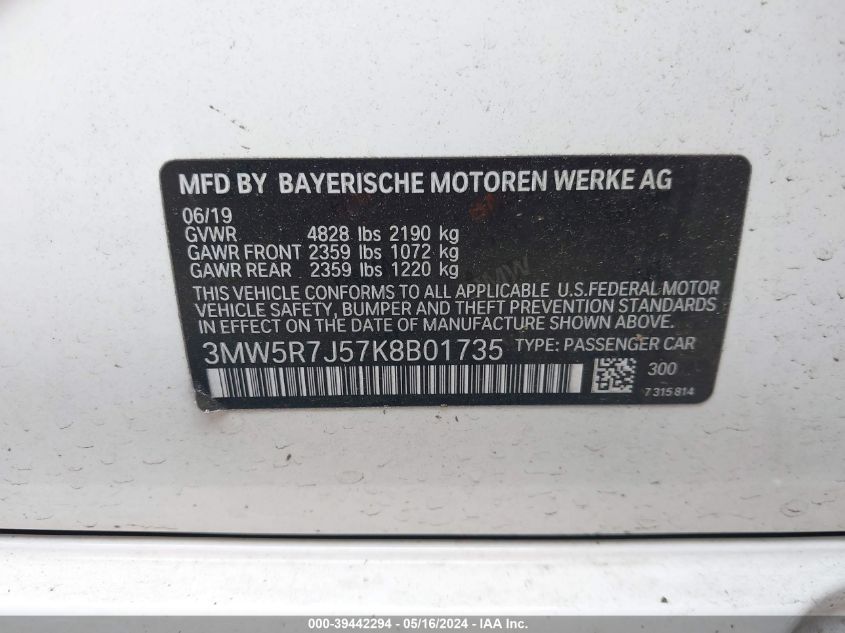 MFD BY BAYERISCHE MOTOREN WERKE AG
06/19
GVWR 4828 lbs 2190 kg
GAWR FRONT 2359 lbs 1072 kg
GAWR REAR 2359 lbs 1220 kg
THIS VEHICLE CONFORMS TO ALL APPLICABLE U.S.FEDERAL MOTOR
VEHICLE SAFETY, BUMPER AND THEFT PREVENTION STANDARDS
IN EFFECT ON THE DATE OF MANUFACTURE SHOWN ABOVE.
3MW5R7J57K8B01735 TYPE: PASSENGER CAR
300
7 315 814
000-39442294 - 05/16/2024 - IAA Inc.